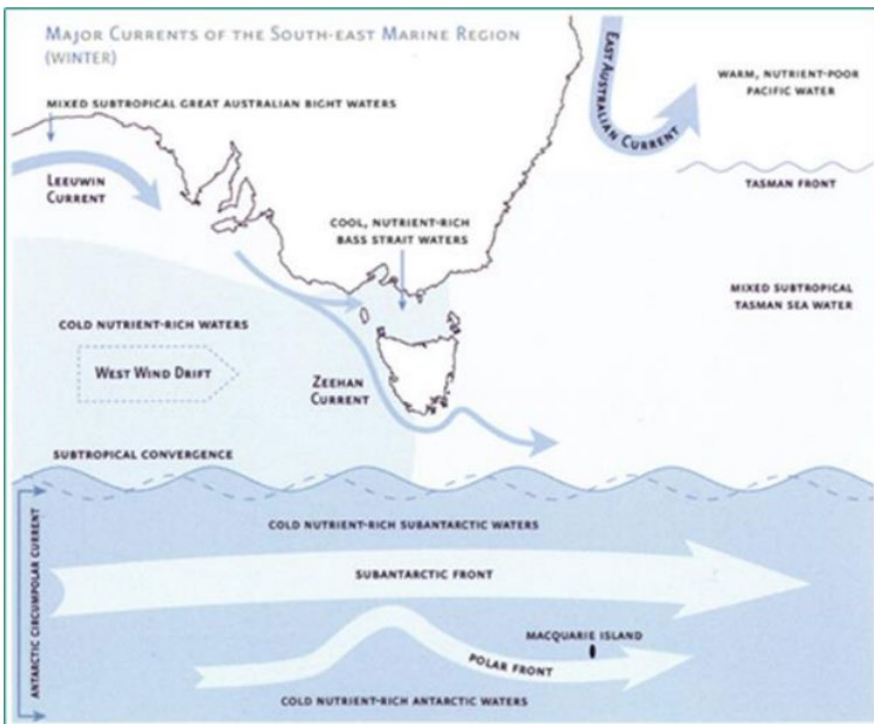 MAJOR CURRENTS OF THE SOUTH-EAST MARINE REGION
(WINTER)
MIXED SUBTROPICAL GREAT AUSTRALIAN BIGHT WATERS
EAST AUSTRALIAN CURRENT
WARM, NUTRIENT-POOR
PACIFIC WATER
TASMAN FRONT
LEEUWIN
CURRENT
COOL, NUTRIENT-RICH
BASS STRAIT WATERS
MIXED SUBTROPICAL
TASMAN SEA WATER
COLD NUTRIENT-RICH WATERS
WEST WIND DRIFT
ZEEHAN
CURRENT
SUBTROPICAL CONVERGENCE
ANTARCTIC CIRCUMPOLAR CURRENT
COLD NUTRIENT-RICH SUBANTARCTIC WATERS
SUBANTARCTIC FRONT
MACQUARIE ISLAND
POLAR FRONT
COLD NUTRIENT-RICH ANTARCTIC WATERS